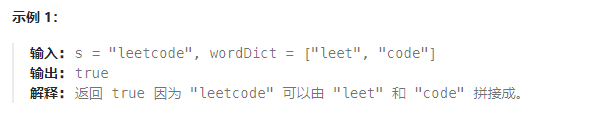 示例 1：
输入: s = "leetcode", wordDict = ["leet", "code"]
输出: true
解释: 返回 true 因为 "leetcode" 可以由 "leet" 和 "code" 拼接成。